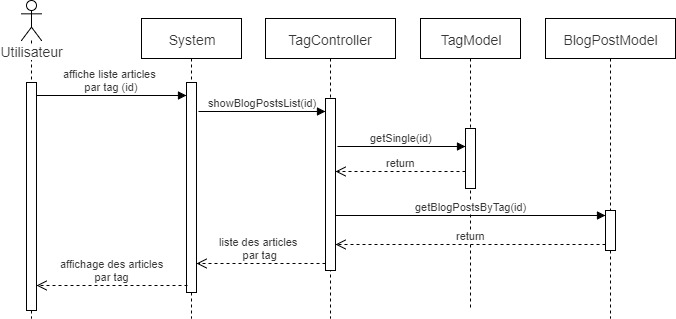 Utilisateur
System
TagController
TagModel
BlogPostModel
affiche liste articles
par tag (id)
showBlogPostsList(id)
getSingle(id)
return
getBlogPostsByTag(id)
return
liste des articles
par tag
affichage des articles
par tag